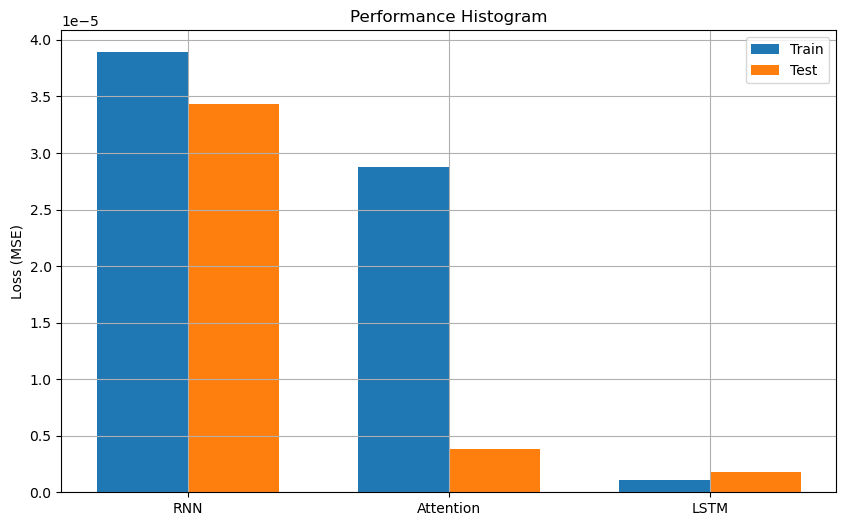 Performance Histogram
1e−5
Train
Test
Loss (MSE)
4.0
3.5
3.0
2.5
2.0
1.5
1.0
0.5
0.0
RNN
Attention
LSTM